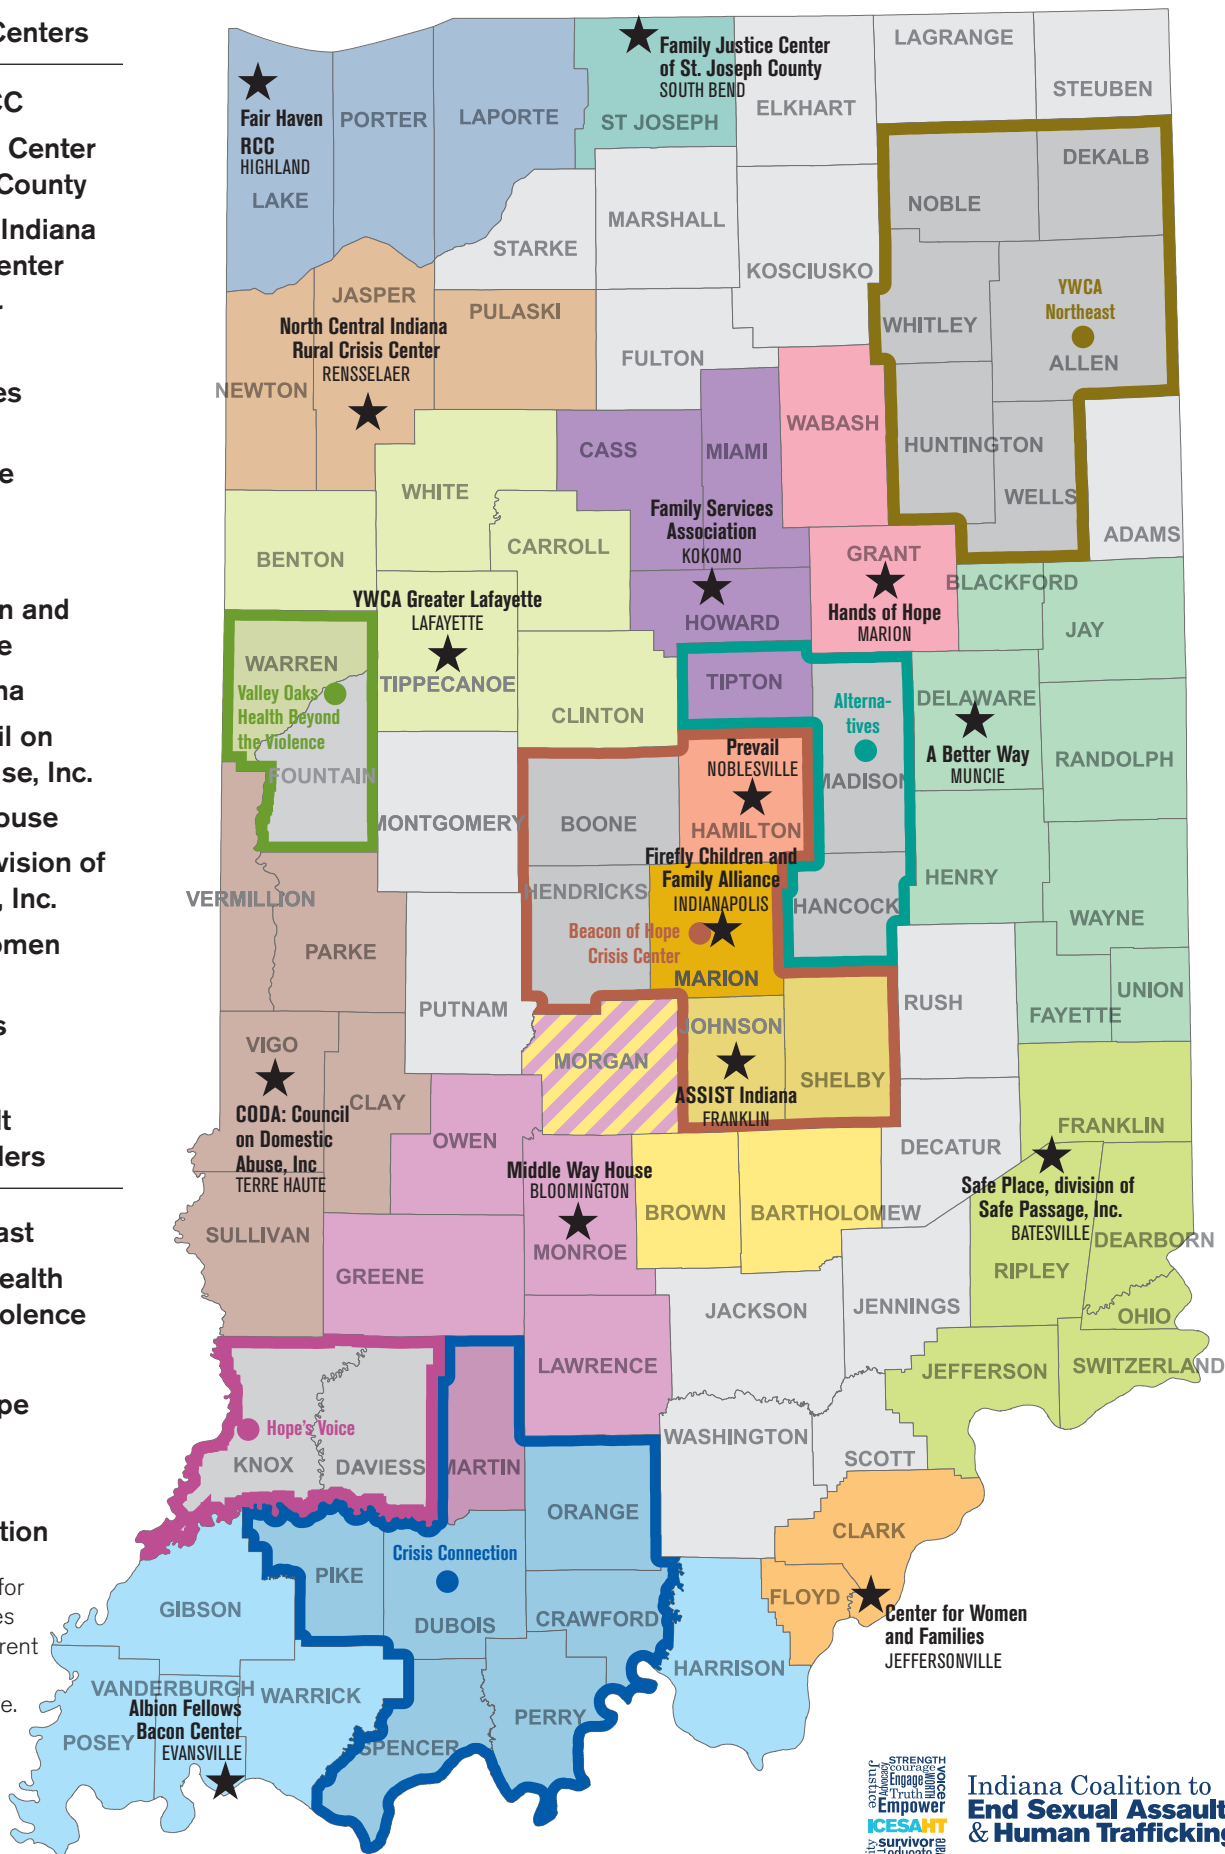 Centers
CC
Center
County
Indiana
enter
r
es
e
n and
e
na
il on
se, Inc.
ouse
vision of
, Inc.
omen
s
lt
ders
ast
ealth
olence
pe
tion
for
es
rent
e.
LAGRANGE
STEUBEN
Family Justice Center
of St. Joseph County
SOUTH BEND
ELKHART
ST JOSEPH
LAPORTE
PORTER
Fair Haven
RCC
HIGHLAND
LAKE
DEKALB
NOBLE
MARSHALL
STARKE
KOSCIUSKO
YWCA
Northeast
ALLEN
WHITLEY
JASPER
PULASKI
North Central Indiana
Rural Crisis Center
RENSSELAER
NEWTON
FULTON
WABASH
MIAMI
CASS
HUNTINGTON
WELLS
ADAMS
WHITE
CARROLL
BENTON
Family Services
Association
KOKOMO
HOWARD
GRANT
Hands of Hope
MARION
BLACKFORD
JAY
YWCA Greater Lafayette
LAFAYETTE
TIPPECANOE
WARREN
Valley Oaks
Health Beyond
the Violence
FOUNTAIN
CLINTON
TIPTON
Alterna-
tives
MADISON
DELAWARE
A Better Way
MUNCIE
RANDOLPH
Prevail
NOBLESVILLE
HAMILTON
MONTGOMERY
BOONE
Firefly Children and
Family Alliance
INDIANAPOLIS
HENDRICKS
HANCOCK
HENRY
WAYNE
VERMILLION
PARKE
Beacon of Hope
Crisis Center
MARION
PUTNAM
RUSH
FAYETTE
UNION
VIGO
CODA: Council
on Domestic
Abuse, Inc
TERRE HAUTE
CLAY
MORGAN
JOHNSON
ASSIST Indiana
FRANKLIN
SHELBY
OWEN
DECATUR
FRANKLIN
Middle Way House
BLOOMINGTON
MONROE
BROWN
BARTHOLOMEW
Safe Place, division of
Safe Passage, Inc.
BATESVILLE
DEARBORN
RIPLEY
OHIO
SULLIVAN
GREENE
JACKSON
JENNINGS
LAWRENCE
JEFFERSON
SWITZERLAND
Hope's Voice
KNOX
DAVIESS
MARTIN
WASHINGTON
SCOTT
ORANGE
CLARK
Crisis Connection
PIKE
DUBOIS
CRAWFORD
FLOYD
Center for Women
and Families
JEFFERSONVILLE
GIBSON
HARRISON
VANDERBURGH
WARRICK
Albion Fellows
Bacon Center
EVANSVILLE
POSEY
SPENCER
PERRY
STRENGTH
courage
Justice
Advocacy
Engage
Truth
WORTH
VOICE
Empower
ICESAHT
survivor
Indiana Coalition to
End Sexual Assault
& Human Trafficking